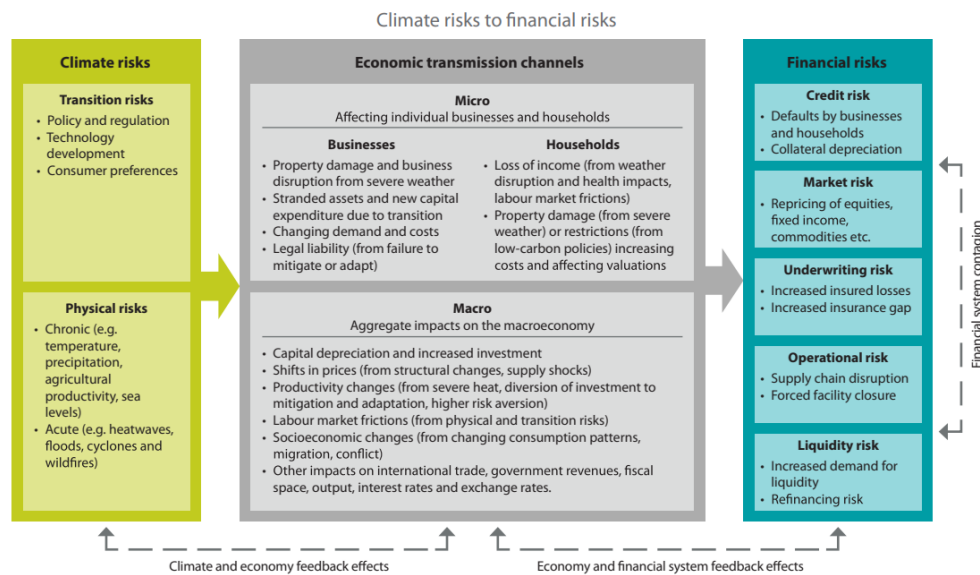 Climate risks to financial risks
Climate risks
Transition risks
• Policy and regulation
• Technology
development
• Consumer preferences
Physical risks
• Chronic (e.g.
temperature,
precipitation,
agricultural
productivity, sea
levels)
• Acute (e.g. heatwaves,
floods, cyclones and
wildfires)
Economic transmission channels
Micro
Affecting individual businesses and households
Businesses
• Property damage and business
disruption from severe weather
• Stranded assets and new capital
expenditure due to transition
• Changing demand and costs
• Legal liability (from failure to
mitigate or adapt)
Households
• Loss of income (from weather
disruption and health impacts,
labour market frictions)
• Property damage (from severe
weather) or restrictions (from
low-carbon policies) increasing
costs and affecting valuations
Macro
Aggregate impacts on the macroeconomy
• Capital depreciation and increased investment
• Shifts in prices (from structural changes, supply shocks)
• Productivity changes (from severe heat, diversion of investment to
mitigation and adaptation, higher risk aversion)
• Labour market frictions (from physical and transition risks)
• Socioeconomic changes (from changing consumption patterns,
migration, conflict)
• Other impacts on international trade, government revenues, fiscal
space, output, interest rates and exchange rates.
Financial risks
Credit risk
• Defaults by businesses
and households
• Collateral depreciation
Market risk
• Repricing of equities,
fixed income,
commodities etc.
Underwriting risk
• Increased insured losses
• Increased insurance gap
Operational risk
• Supply chain disruption
• Forced facility closure
Liquidity risk
• Increased demand for
liquidity
• Refinancing risk
Financial system contagion
Climate and economy feedback effects
Economy and financial system feedback effects